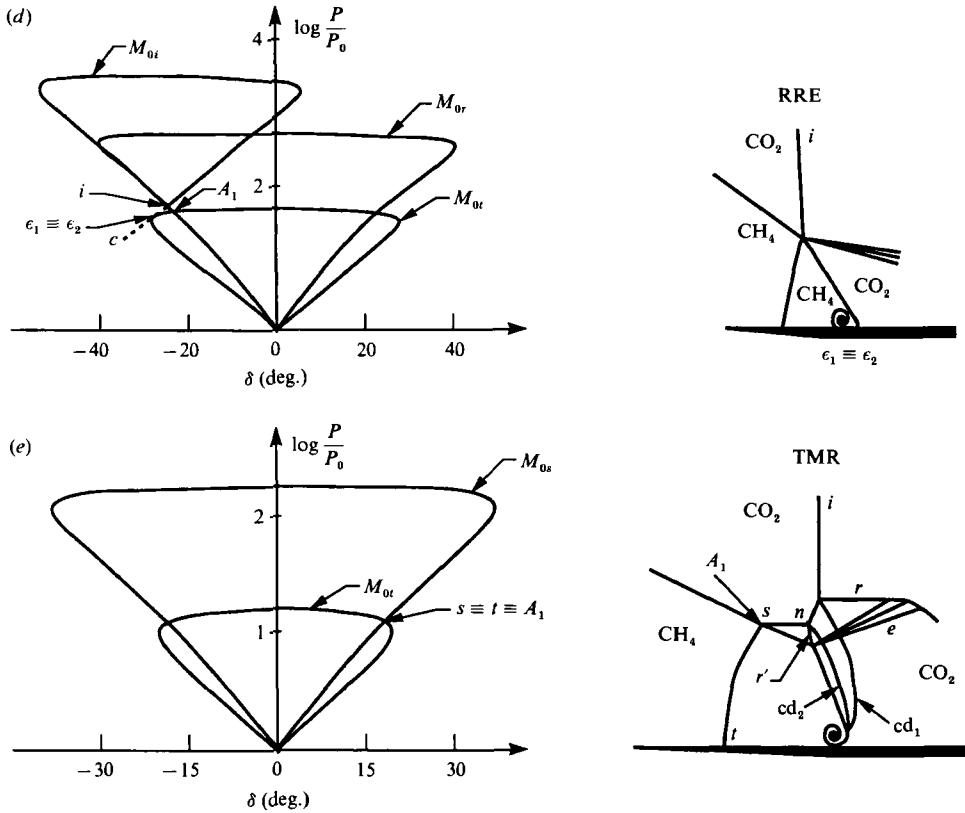 (d)
log P/P₀
4
2
M₀ᵢ
M₀ᵣ
i
A₁
M₀ₜ
ϵ₁ ≡ ϵ₂
c
−40
−20
0
20
40
δ (deg.)
RRE
CO₂
i
CH₄
CH₄
CO₂
ϵ₁ ≡ ϵ₂
(e)
log P/P₀
2
1
M₀ₛ
M₀ₜ
s ≡ t ≡ A₁
−30
−15
0
15
30
δ (deg.)
TMR
CO₂
i
A₁
s
n
r
e
CH₄
r′
CO₂
cd₂
cd₁
t